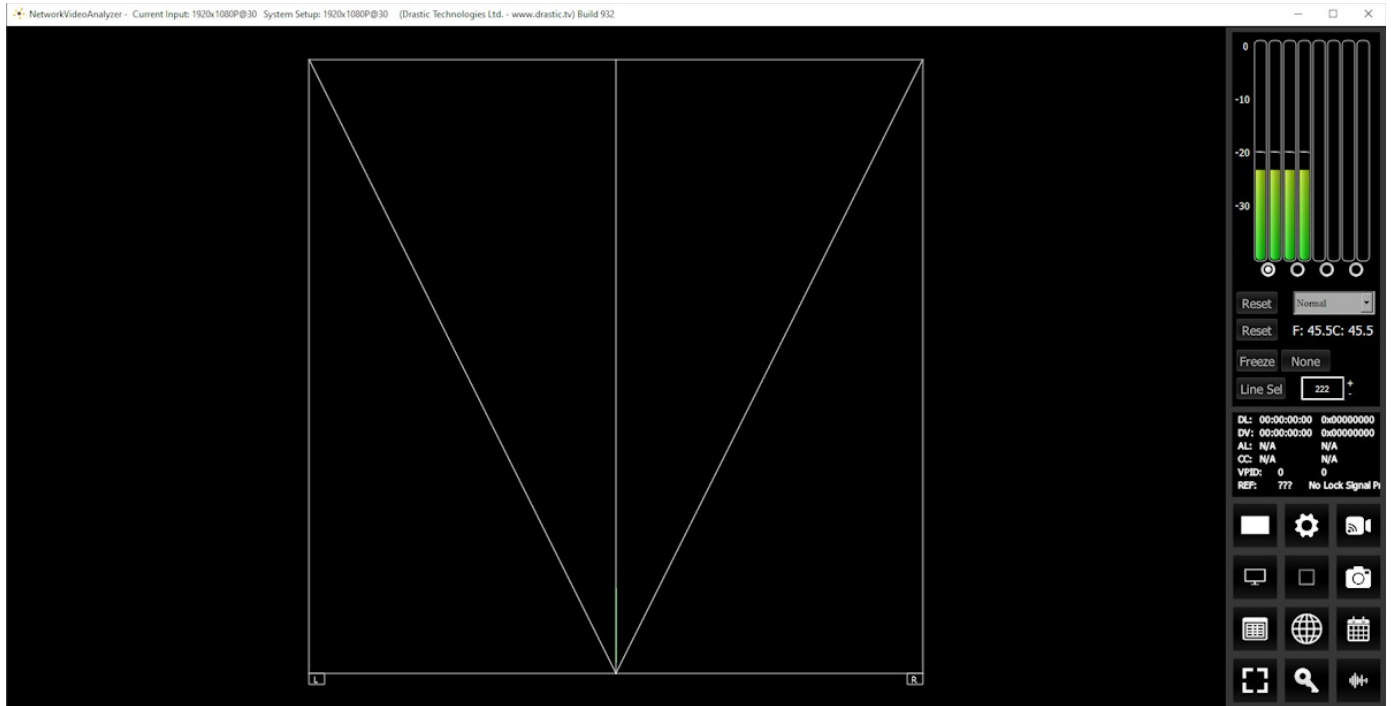 NetworkVideoAnalyzer - Current Input: 1920x1080P@30 System Setup: 1920x1080P@30 (Drastic Technologies Ltd. - www.drastic.tv) Build 932
0
-10
-20
-30
Reset Normal
Reset F: 45.5C: 45.5
Freeze None
Line Sel 222 + -
DL: 00:00:00:00 0x00000000
DV: 00:00:00:00 0x00000000
AL: N/A N/A
CC: N/A N/A
VPID: 0 0
REF: ??? No Lock Signal Pr
L R